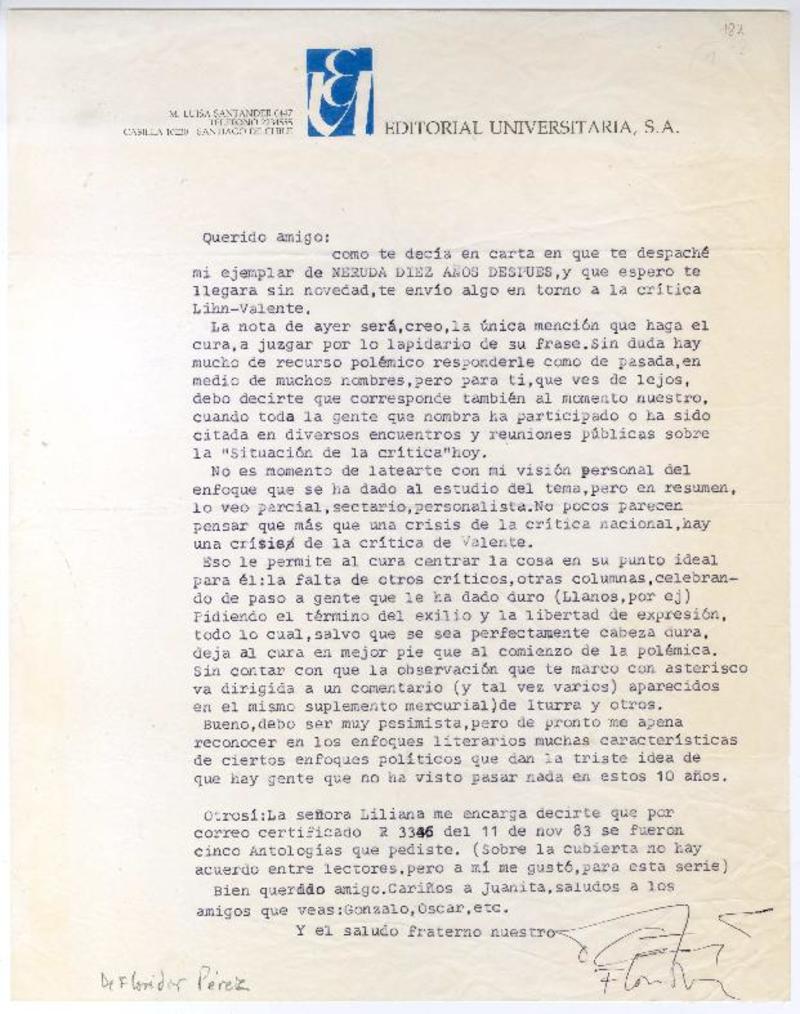 187
M. LUISA SANTANDER 0447
TELEFONO 2234555
CASILLA 10220 SANTIAGO DE CHILE
EDITORIAL UNIVERSITARIA, S.A.
Querido amigo:
como te decía en carta en que te despaché
mi ejemplar de NERUDA DIEZ AÑOS DESPUES,y que espero te
llegara sin novedad,te envío algo en torno a la crítica
Lihn-Valente.
La nota de ayer será,creo,la única mención que haga el
cura,a juzgar por lo lapidario de su frase.Sin duda hay
mucho de recurso polémico responderle como de pasada,en
medio de muchos nombres,pero para ti,que ves de lejos,
debo decirte que corresponde también al momento nuestro,
cuando toda la gente que nombra ha participado o ha sido
citada en diversos encuentros y reuniones públicas sobre
la "Situación de la crítica"hoy.
No es momento de latearte con mi visión personal del
enfoque que se ha dado al estudio del tema,pero en resumen,
lo veo parcial,sectario,personalista.No pocos parecen
pensar que más que una crisis de la crítica nacional,hay
una crisis de la crítica de Valente.
Eso le permite al cura centrar la cosa en su punto ideal
para él:la falta de otros críticos,otras columnas,celebran-
do de paso a gente que le ha dado duro (Llanos,por ej)
Pidiendo el término del exilio y la libertad de expresión,
todo lo cual,salvo que se sea perfectamente cabeza dura,
deja al cura en mejor pie que al comienzo de la polémica.
Sin contar con que la observación que te marco con asterisco
va dirigida a un comentario (y tal vez varios) aparecidos
en el mismo suplemento mercurial)de Iturra y otros.
Bueno,debo ser muy pesimista,pero de pronto me apena
reconocer en los enfoques literarios muchas características
de ciertos enfoques políticos que dan la triste idea de
que hay gente que no ha visto pasar nada en estos 10 años.
Otrosí:La señora Liliana me encarga decirte que por
correo certificado R 3346 del 11 de nov 83 se fueron
cinco Antologías que pediste. (Sobre la cubierta no hay
acuerdo entre lectores,pero a mí me gustó,para esta serie)
Bien querido amigo.Cariños a Juanita,saludos a los
amigos que veas:Gonzalo,Oscar,etc.
Y el saludo fraterno nuestro
Floridor
De Floridor Pérez